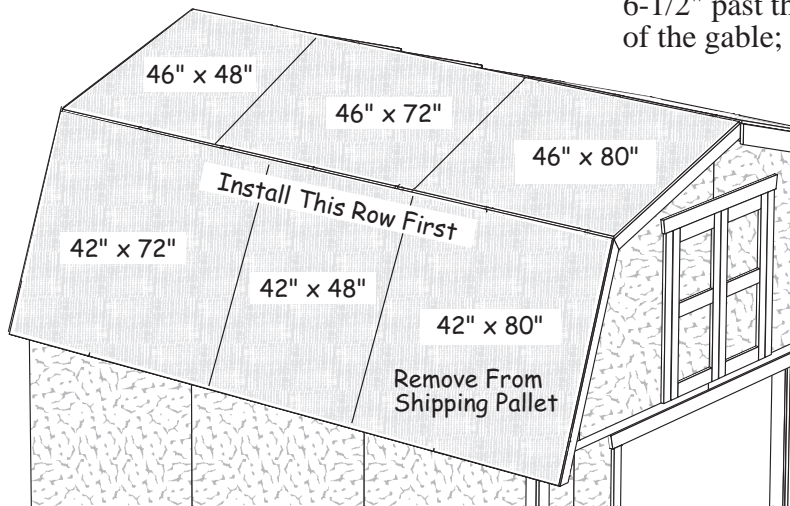 6-1/2" past th
of the gable;
46" x 48"
46" x 72"
46" x 80"
Install This Row First
42" x 72"
42" x 48"
42" x 80"
Remove From
Shipping Pallet